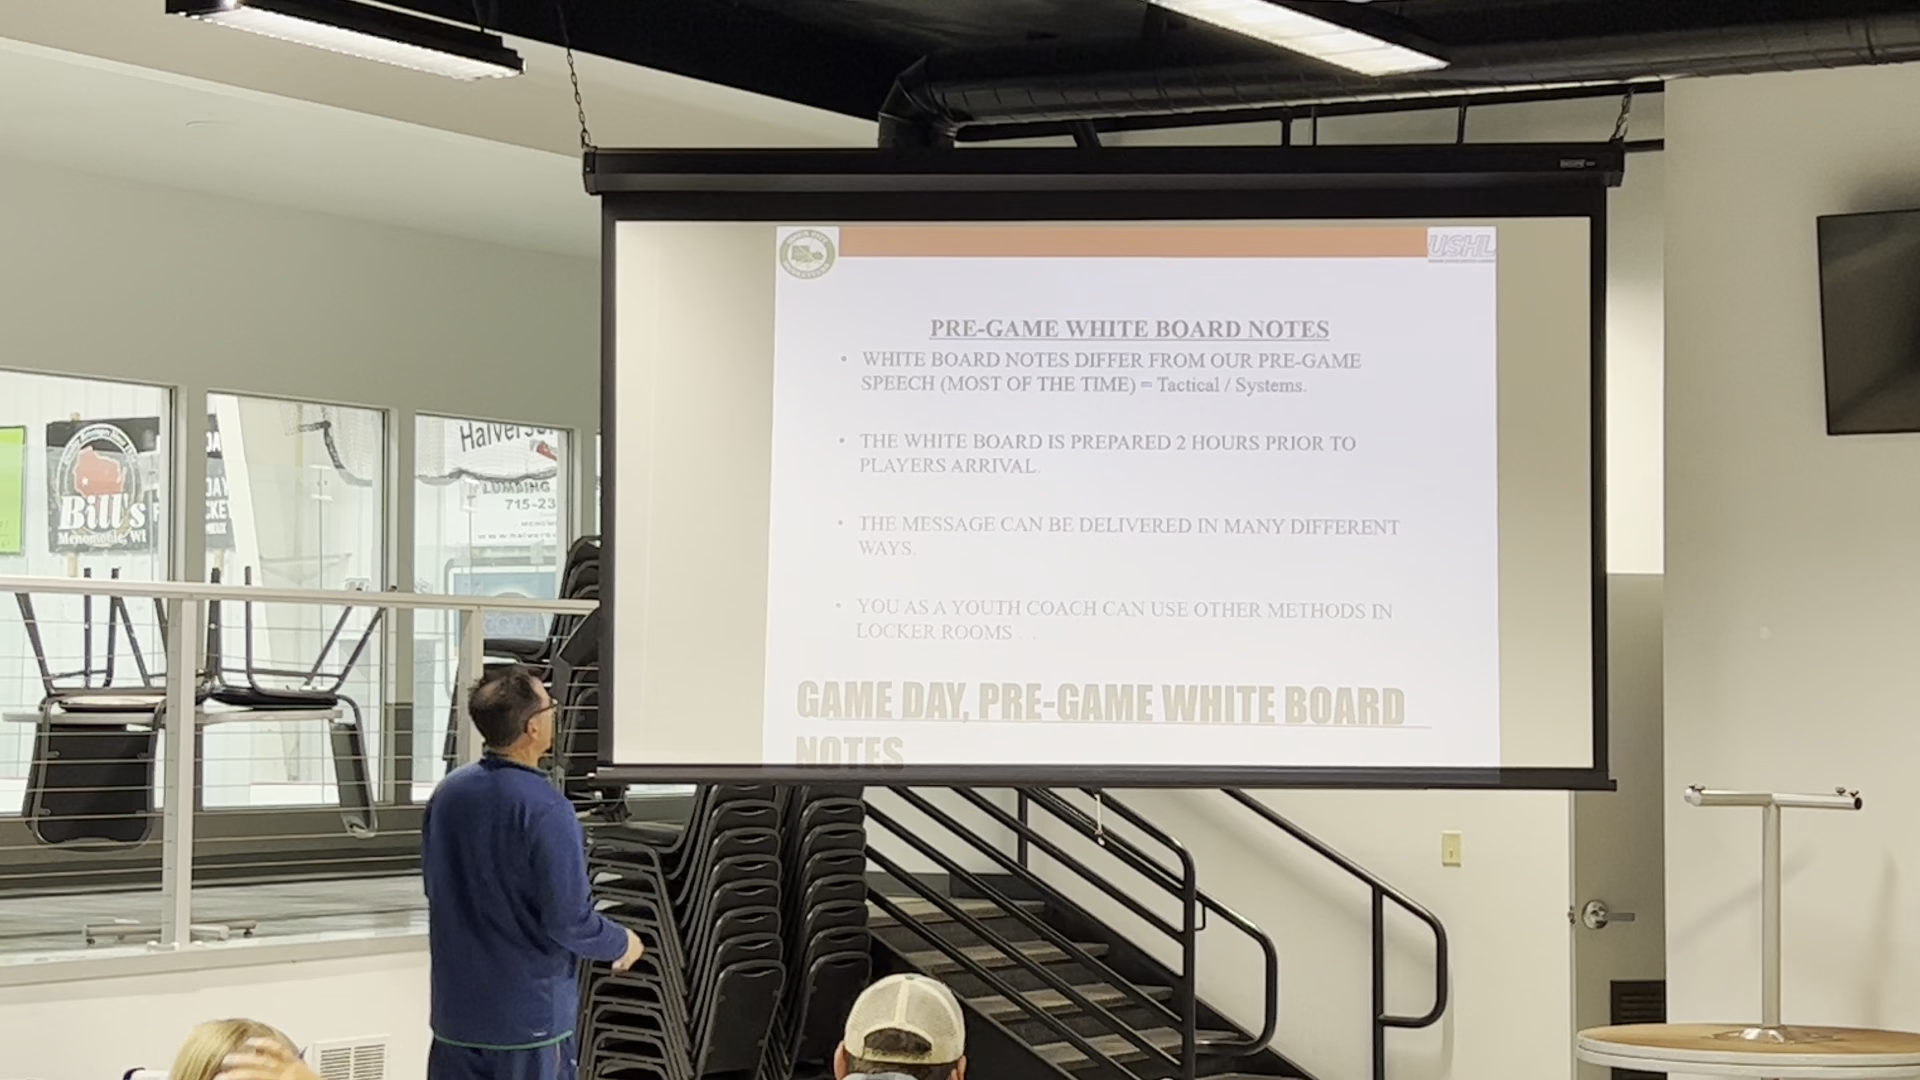 USHL
PRE-GAME WHITE BOARD NOTES
• WHITE BOARD NOTES DIFFER FROM OUR PRE-GAME
SPEECH (MOST OF THE TIME) = Tactical / Systems.
• THE WHITE BOARD IS PREPARED 2 HOURS PRIOR TO
PLAYERS ARRIVAL.
• THE MESSAGE CAN BE DELIVERED IN MANY DIFFERENT
WAYS.
• YOU AS A YOUTH COACH CAN USE OTHER METHODS IN
LOCKER ROOMS ...
GAME DAY, PRE-GAME WHITE BOARD
NOTES
Bill's
Menomonie, WI
Halvers
PLUMBING
715-23